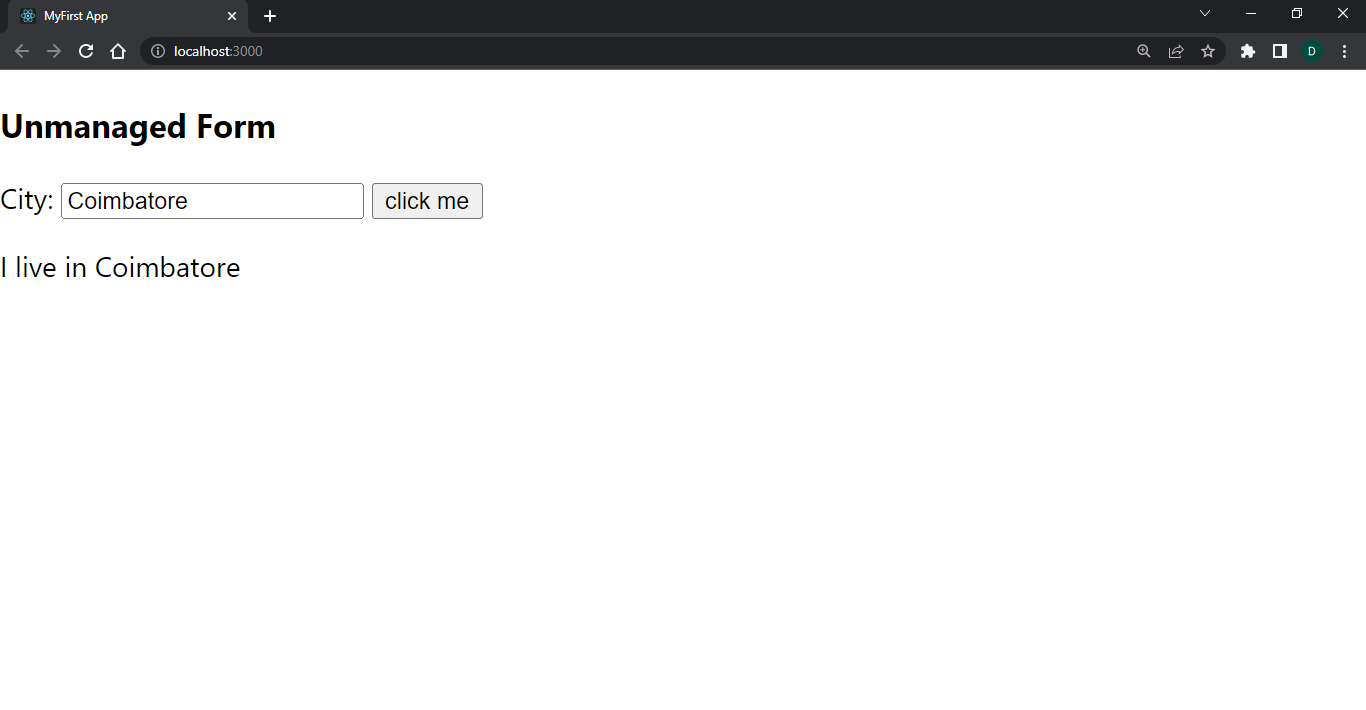 MyFirst App
localhost:3000
D
Unmanaged Form
City: Coimbatore click me
I live in Coimbatore